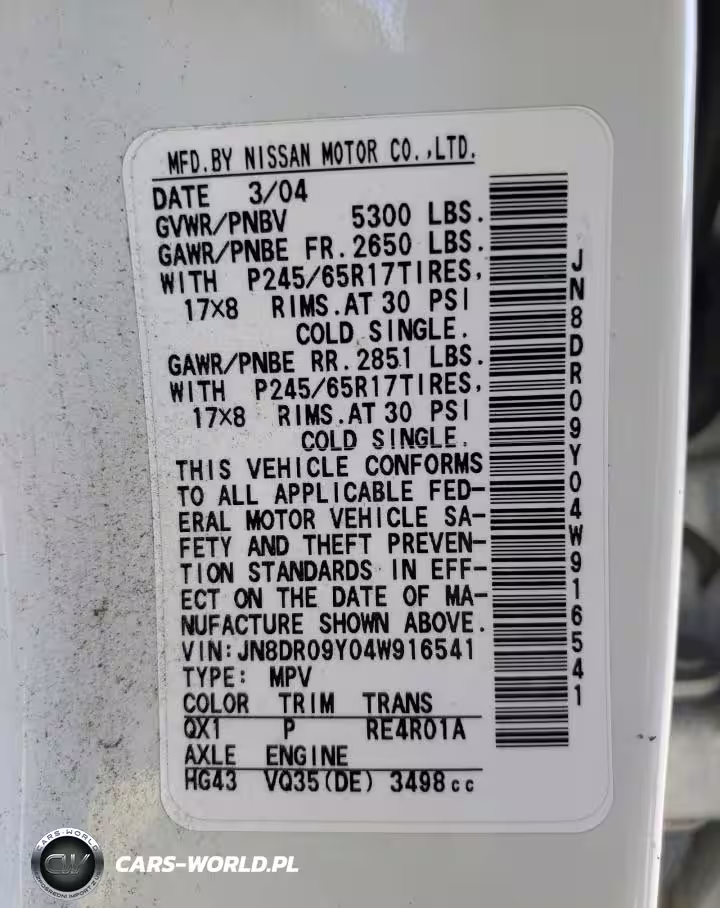 MFD.BY NISSAN MOTOR CO.,LTD.
DATE 3/04
GVWR/PNBV 5300 LBS.
GAWR/PNBE FR.2650 LBS.
WITH P245/65R17TIRES,
17×8 RIMS.AT 30 PSI
COLD SINGLE.
GAWR/PNBE RR.2851 LBS.
WITH P245/65R17TIRES,
17×8 RIMS.AT 30 PSI
COLD SINGLE.
THIS VEHICLE CONFORMS
TO ALL APPLICABLE FED-
ERAL MOTOR VEHICLE SA-
FETY AND THEFT PREVEN-
TION STANDARDS IN EFF-
ECT ON THE DATE OF MA-
NUFACTURE SHOWN ABOVE.
VIN:JN8DR09Y04W916541
TYPE: MPV
COLOR TRIM TRANS
QX1 P RE4R01A
AXLE ENGINE
HG43 VQ35(DE) 3498cc
JN8DR09Y04W916541
CARS-WORLD
CW
CARS-WORLD.PL